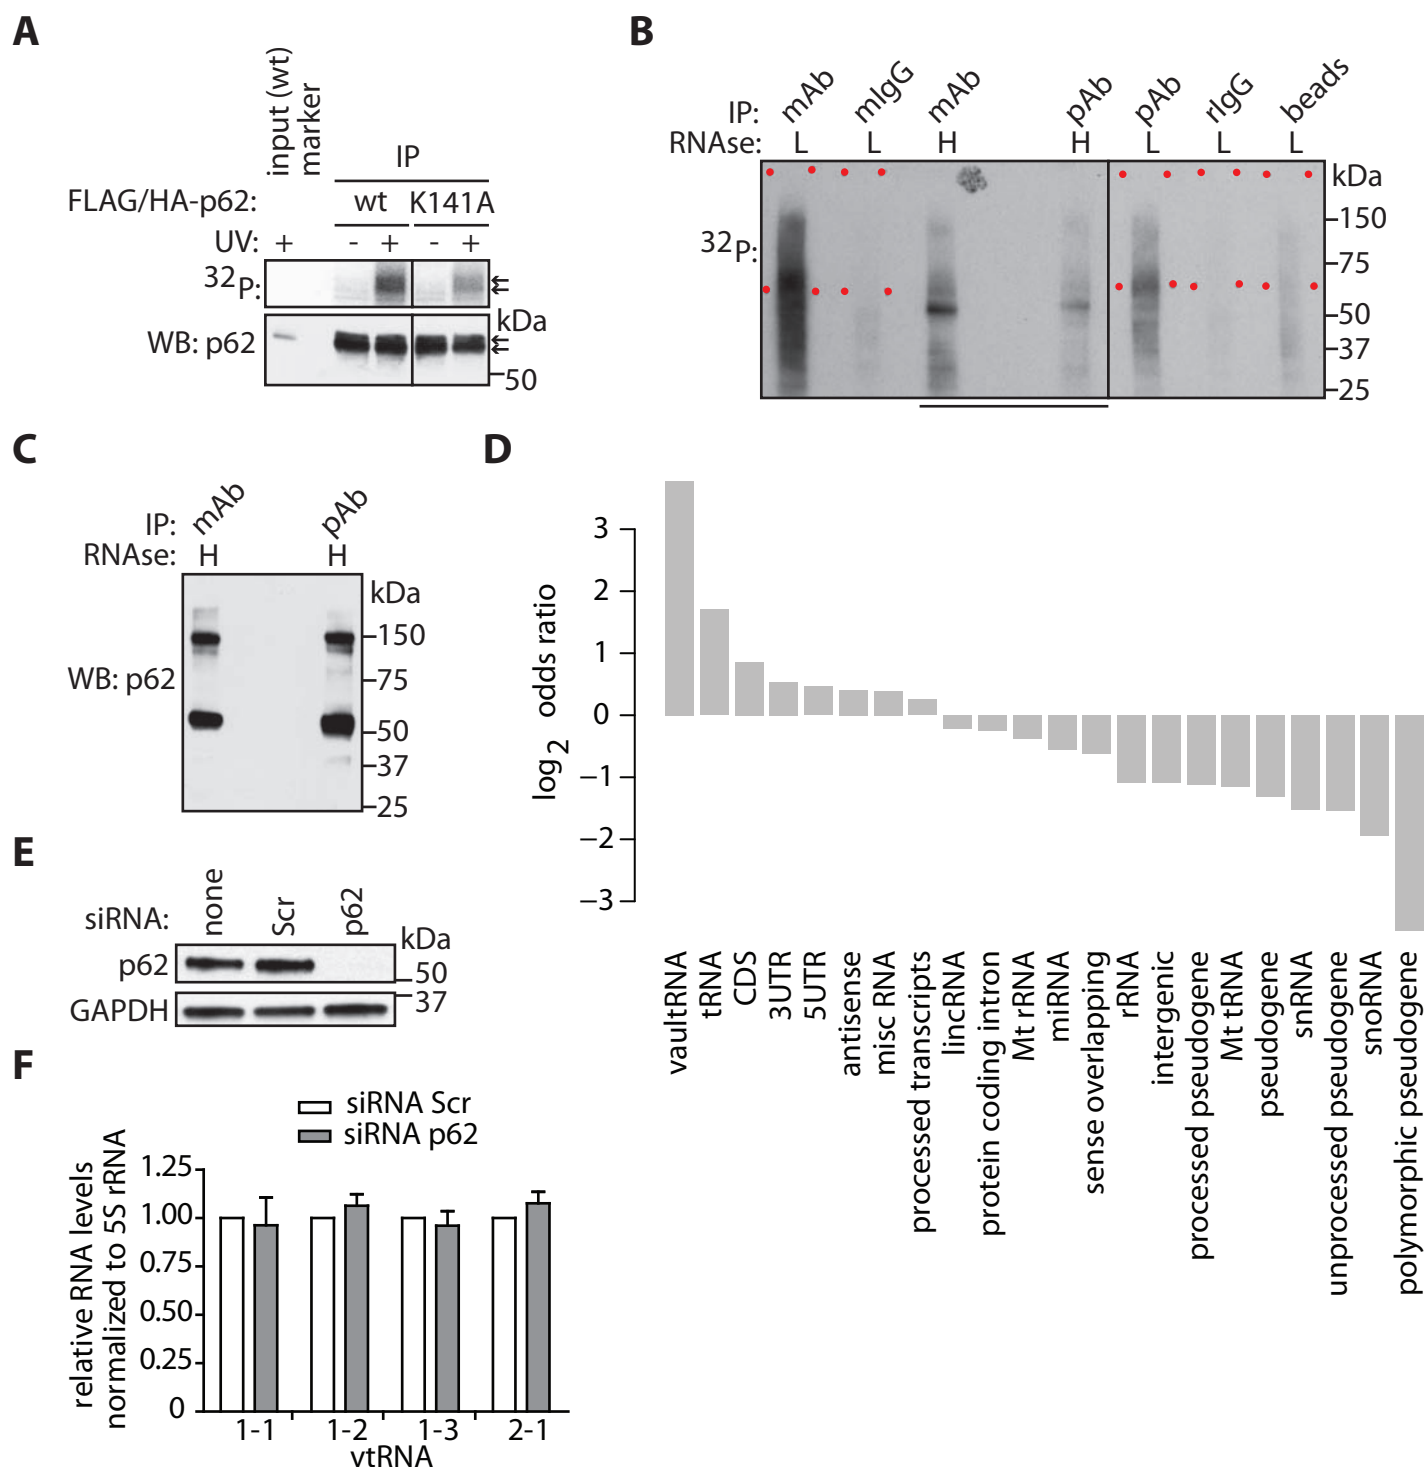 A
input (wt)
marker
IP
FLAG/HA-p62:
wt
K141A
UV:
+
-
+
-
+
32P:
kDa
WB: p62
50
B
IP:
mAb
mIgG
mAb
pAb
pAb
rIgG
beads
RNAse:
L
L
H
H
L
L
L
32P:
kDa
150
75
50
37
25
C
IP:
mAb
pAb
RNAse:
H
H
kDa
WB: p62
150
75
50
37
25
D
log2 odds ratio
3
2
1
0
−1
−2
−3
vaultRNA
tRNA
CDS
3UTR
5UTR
antisense
misc RNA
processed transcripts
lincRNA
protein coding intron
Mt rRNA
miRNA
sense overlapping
rRNA
intergenic
processed pseudogene
Mt tRNA
pseudogene
snRNA
unprocessed pseudogene
snoRNA
polymorphic pseudogene
E
siRNA:
none
Scr
p62
kDa
p62
50
37
GAPDH
F
siRNA Scr
siRNA p62
relative RNA levels
normalized to 5S rRNA
1.25
1.00
0.75
0.50
0.25
0
1-1
1-2
1-3
2-1
vtRNA